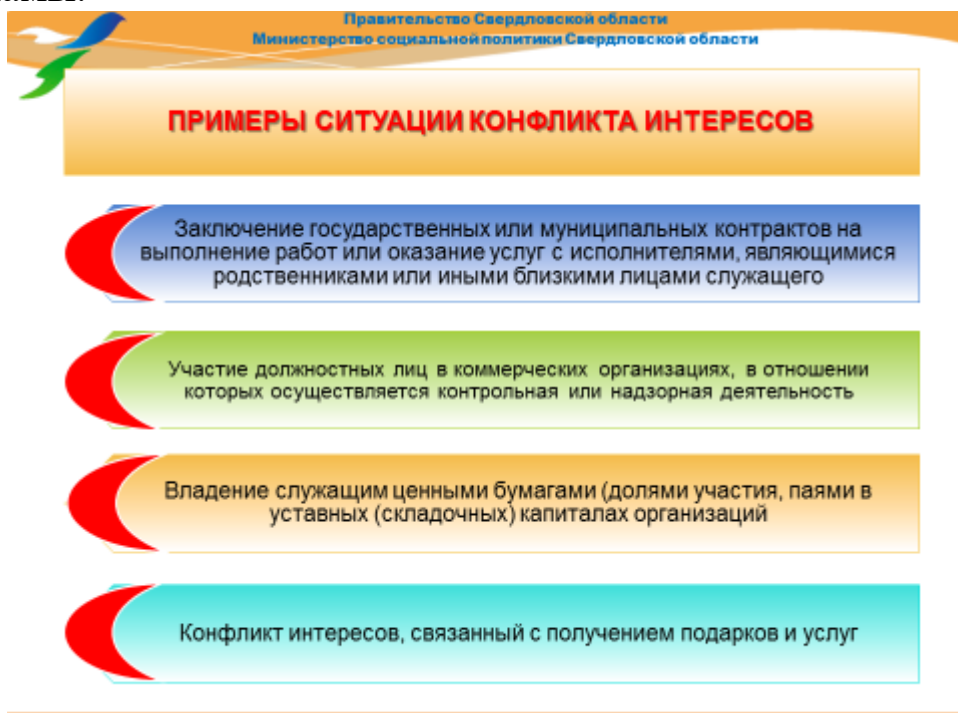 Правительство Свердловской области
Министерство социальной политики Свердловской области
ПРИМЕРЫ СИТУАЦИИ КОНФЛИКТА ИНТЕРЕСОВ
Заключение государственных или муниципальных контрактов на
выполнение работ или оказание услуг с исполнителями, являющимися
родственниками или иными близкими лицами служащего
Участие должностных лиц в коммерческих организациях, в отношении
которых осуществляется контрольная или надзорная деятельность
Владение служащим ценными бумагами (долями участия, паями в
уставных (складочных) капиталах организаций
Конфликт интересов, связанный с получением подарков и услуг